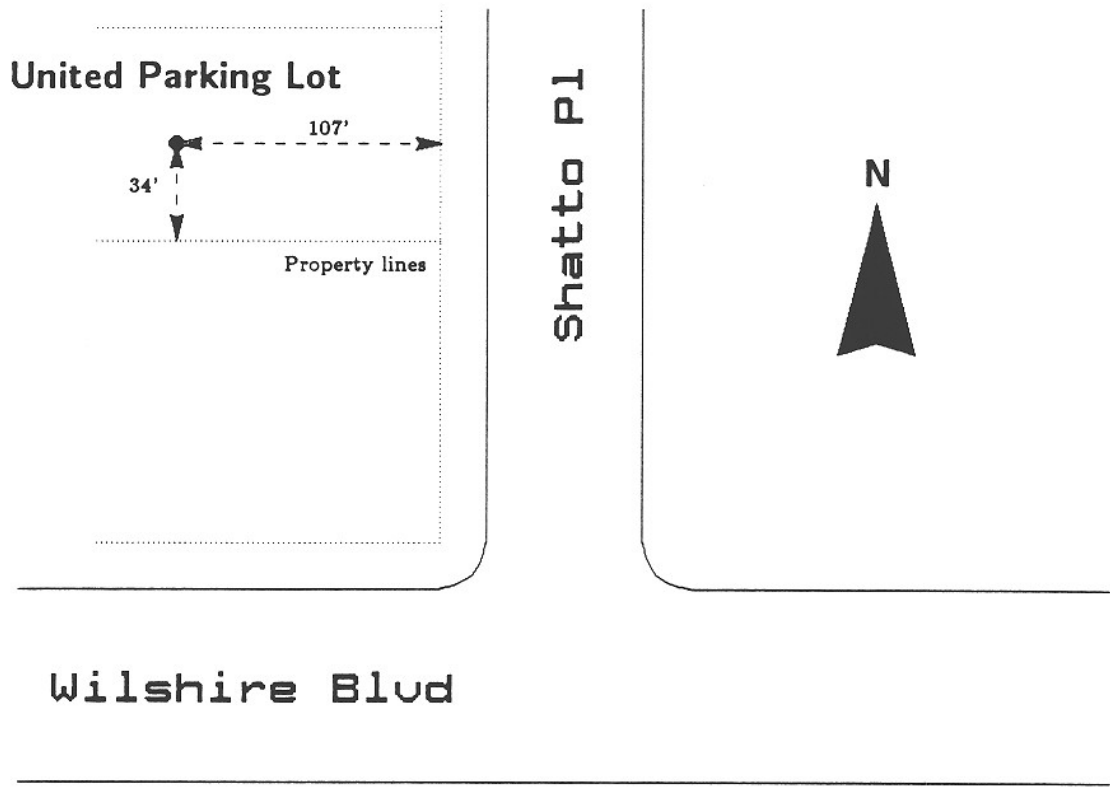 United Parking Lot
107'
34'
Property lines
Shatto Pl
N
Wilshire Blvd